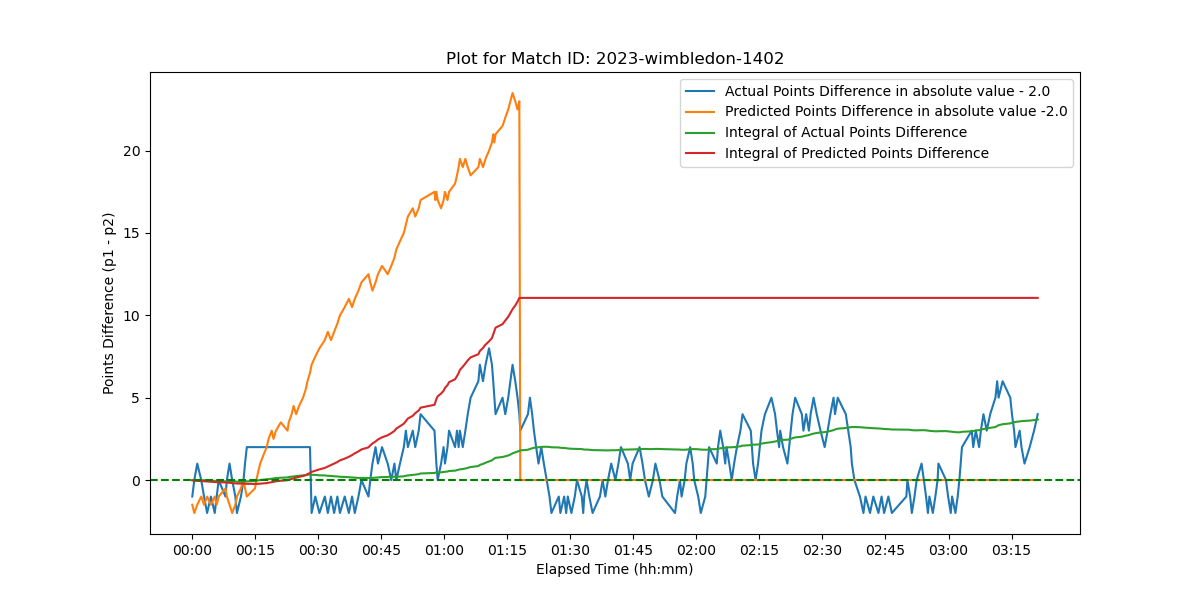 Plot for Match ID: 2023-wimbledon-1402
Actual Points Difference in absolute value - 2.0
Predicted Points Difference in absolute value -2.0
Integral of Actual Points Difference
Integral of Predicted Points Difference
Points Difference (p1 - p2)
20
15
10
5
0
00:00 00:15 00:30 00:45 01:00 01:15 01:30 01:45 02:00 02:15 02:30 02:45 03:00 03:15
Elapsed Time (hh:mm)